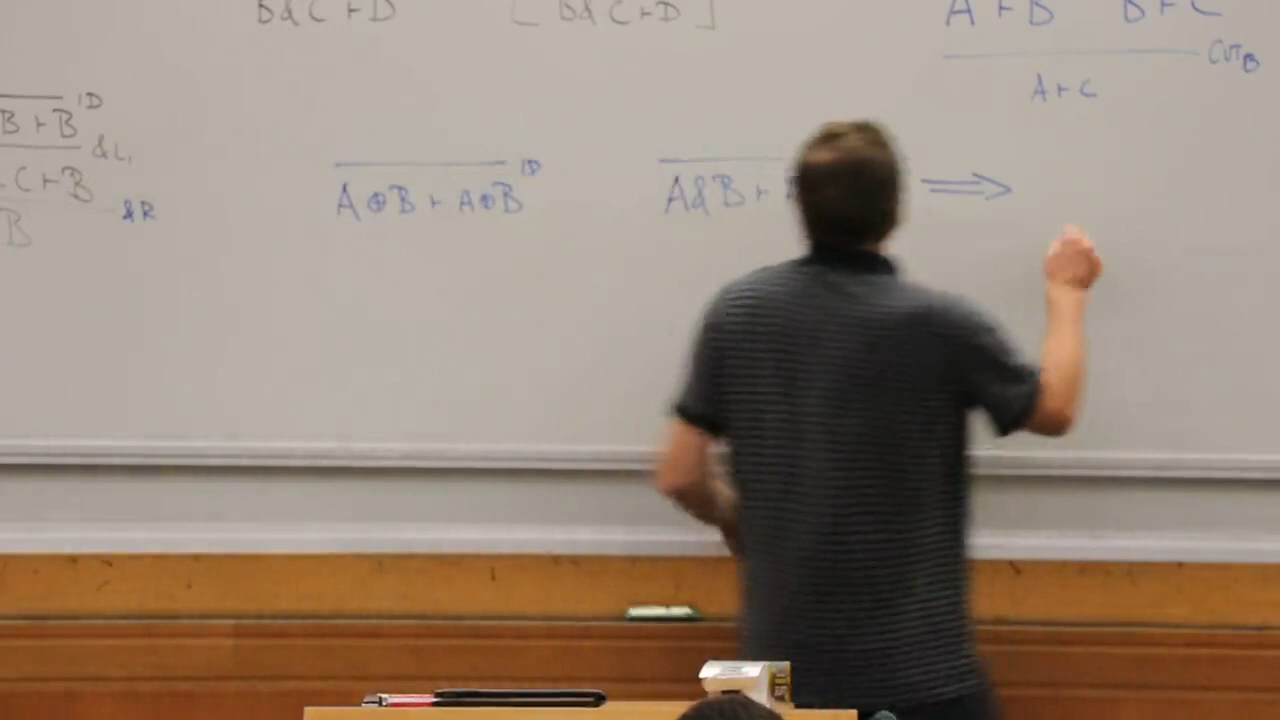 B&C⊢D [B&C⊢D] A⊢B B⊢C
CUT_B
A⊢C
ID
B⊢B
&L₁
C⊢B
&R
B
ID
A⊕B⊢A⊕B
A&B⊢
⟹